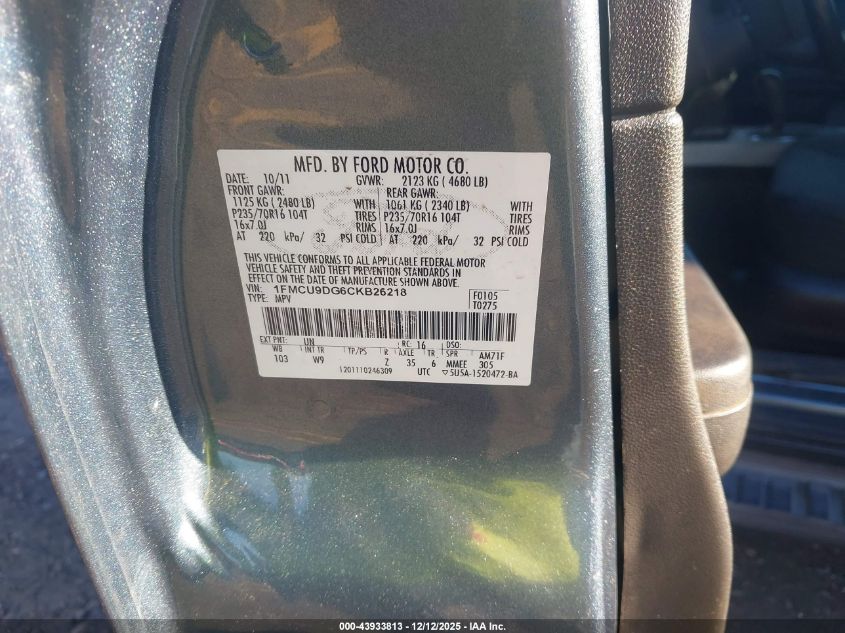 MFD. BY FORD MOTOR CO.
DATE: 10/11 GVWR: 2123 KG ( 4680 LB)
FRONT GAWR: REAR GAWR:
1125 KG ( 2480 LB) WITH 1061 KG ( 2340 LB) WITH
P235/70R16 104T TIRES P235/70R16 104T TIRES
16x7.0J RIMS 16x7.0J RIMS
AT 220 kPa/ 32 PSI COLD AT 220 kPa/ 32 PSI COLD
THIS VEHICLE CONFORMS TO ALL APPLICABLE FEDERAL MOTOR
VEHICLE SAFETY AND THEFT PREVENTION STANDARDS IN
EFFECT ON THE DATE OF MANUFACTURE SHOWN ABOVE.
VIN: 1FMCU9DG6CKB26218 F0105
TYPE: MPV T0275
EXT PNT: UN RC: 16 DSO:
WB INT TR TP/PS R AXLE TR SPR AM71F
103 W9 Z 35 6 MMEE 305
1201110246309 UTC ▽5U5A-1520472-BA
000-43933813 - 12/12/2025 - © IAA, LLC.